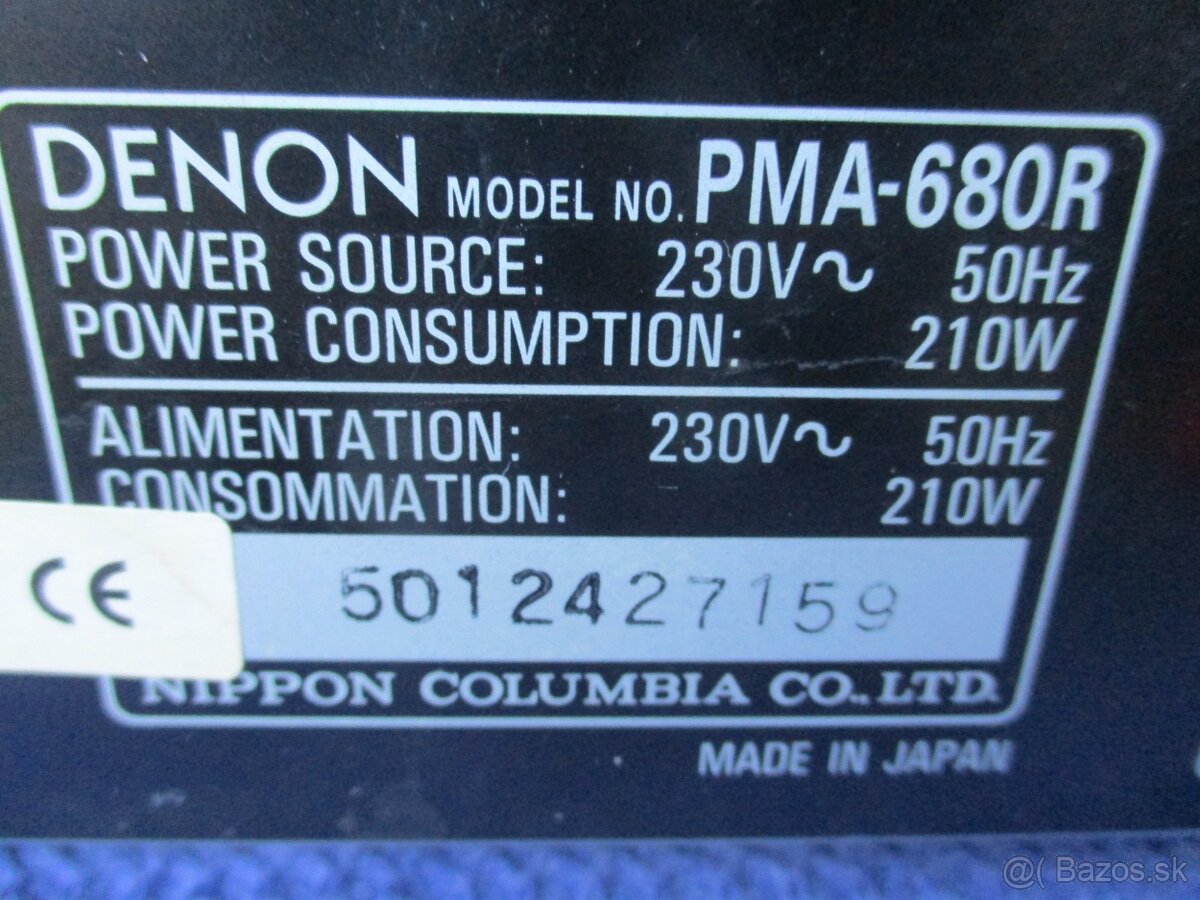 DENON MODEL NO. PMA-680R
POWER SOURCE: 230V~ 50Hz
POWER CONSUMPTION: 210W
ALIMENTATION: 230V~ 50Hz
CONSOMMATION: 210W
CE 5012427159
NIPPON COLUMBIA CO., LTD.
MADE IN JAPAN
@( Bazos.sk